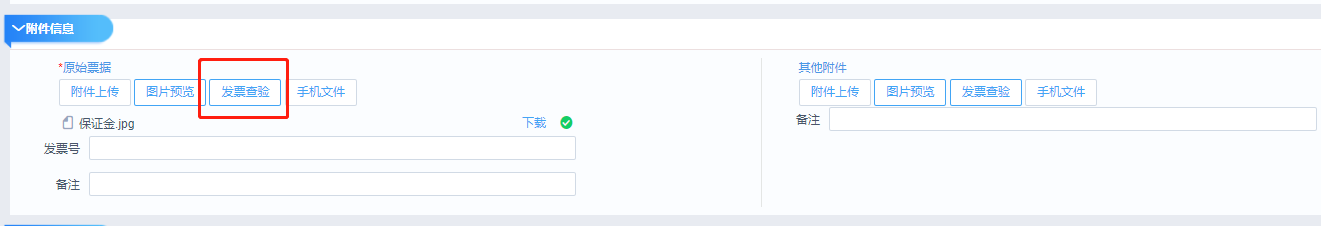 附件信息
*原始票据
附件上传 图片预览 发票查验 手机文件
保证金.jpg 下载
发票号
备注
其他附件
附件上传 图片预览 发票查验 手机文件
备注